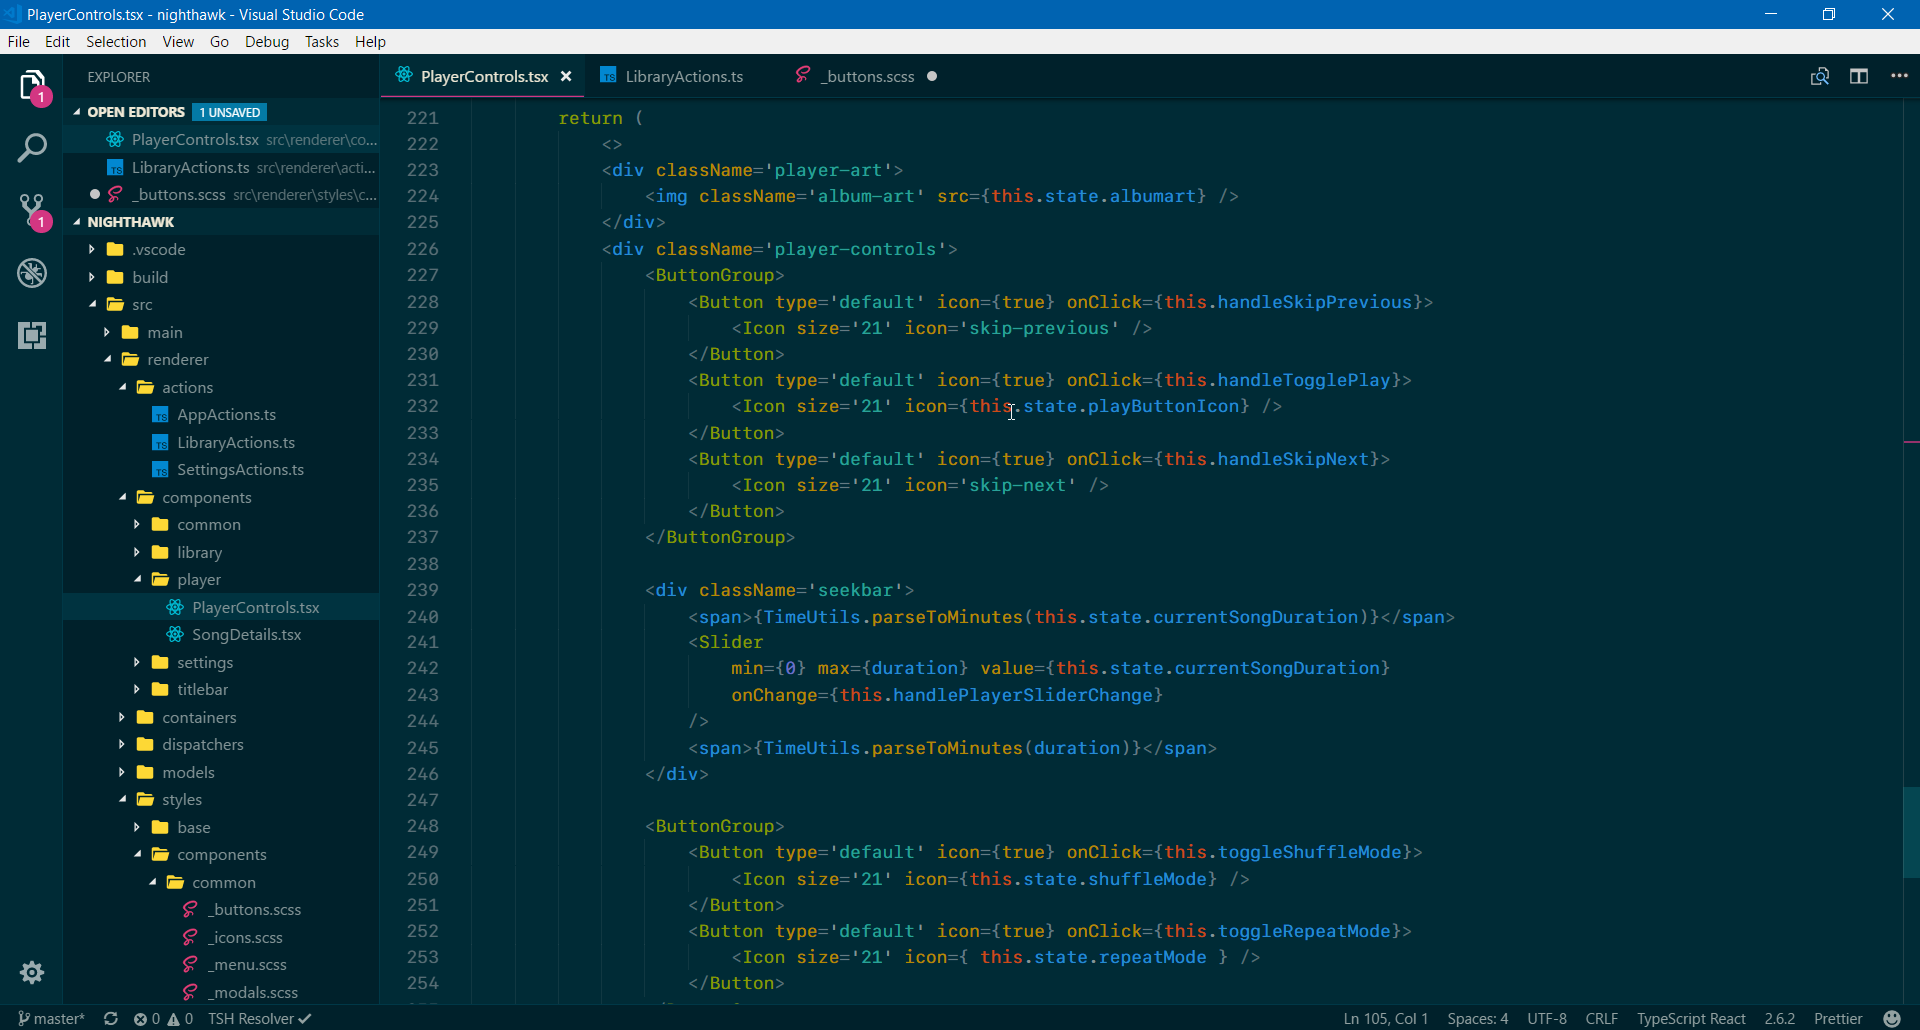 PlayerControls.tsx - nighthawk - Visual Studio Code
File Edit Selection View Go Debug Tasks Help
EXPLORER
OPEN EDITORS 1 UNSAVED
PlayerControls.tsx src\renderer\co...
LibraryActions.ts src\renderer\acti...
_buttons.scss src\renderer\styles\c...
NIGHTHAWK
.vscode
build
src
main
renderer
actions
AppActions.ts
LibraryActions.ts
SettingsActions.ts
components
common
library
player
PlayerControls.tsx
SongDetails.tsx
settings
titlebar
containers
dispatchers
models
styles
base
components
common
_buttons.scss
_icons.scss
_menu.scss
_modals.scss
1
1
PlayerControls.tsx LibraryActions.ts _buttons.scss
221 return (
222 <>
223 <div className='player-art'>
224 <img className='album-art' src={this.state.albumart} />
225 </div>
226 <div className='player-controls'>
227 <ButtonGroup>
228 <Button type='default' icon={true} onClick={this.handleSkipPrevious}>
229 <Icon size='21' icon='skip-previous' />
230 </Button>
231 <Button type='default' icon={true} onClick={this.handleTogglePlay}>
232 <Icon size='21' icon={this.state.playButtonIcon} />
233 </Button>
234 <Button type='default' icon={true} onClick={this.handleSkipNext}>
235 <Icon size='21' icon='skip-next' />
236 </Button>
237 </ButtonGroup>
238
239 <div className='seekbar'>
240 <span>{TimeUtils.parseToMinutes(this.state.currentSongDuration)}</span>
241 <Slider
242 min={0} max={duration} value={this.state.currentSongDuration}
243 onChange={this.handlePlayerSliderChange}
244 />
245 <span>{TimeUtils.parseToMinutes(duration)}</span>
246 </div>
247
248 <ButtonGroup>
249 <Button type='default' icon={true} onClick={this.toggleShuffleMode}>
250 <Icon size='21' icon={this.state.shuffleMode} />
251 </Button>
252 <Button type='default' icon={true} onClick={this.toggleRepeatMode}>
253 <Icon size='21' icon={ this.state.repeatMode } />
254 </Button>
master* 0 0 TSH Resolver Ln 105, Col 1 Spaces: 4 UTF-8 CRLF TypeScript React 2.6.2 Prettier